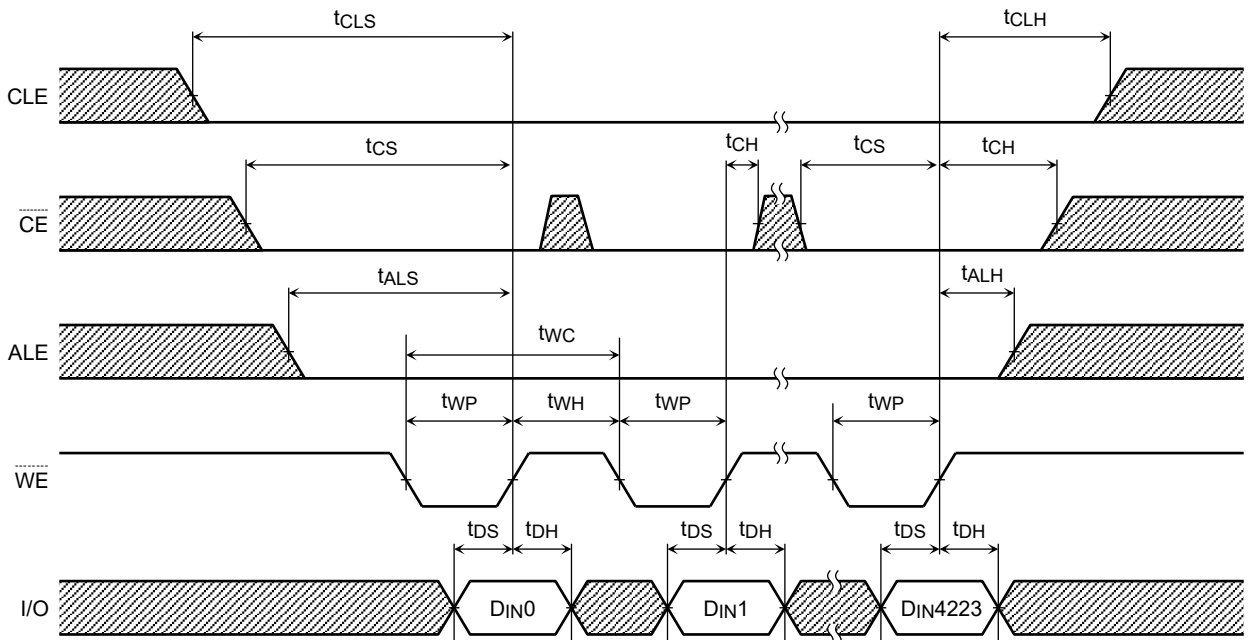 tCLS tCLH
CLE
tCS tCH tCS tCH
CE
tALS tALH
ALE
tWC
tWP tWH tWP tWP
WE
tDS tDH tDS tDH tDS tDH
I/O DIN0 DIN1 DIN4223